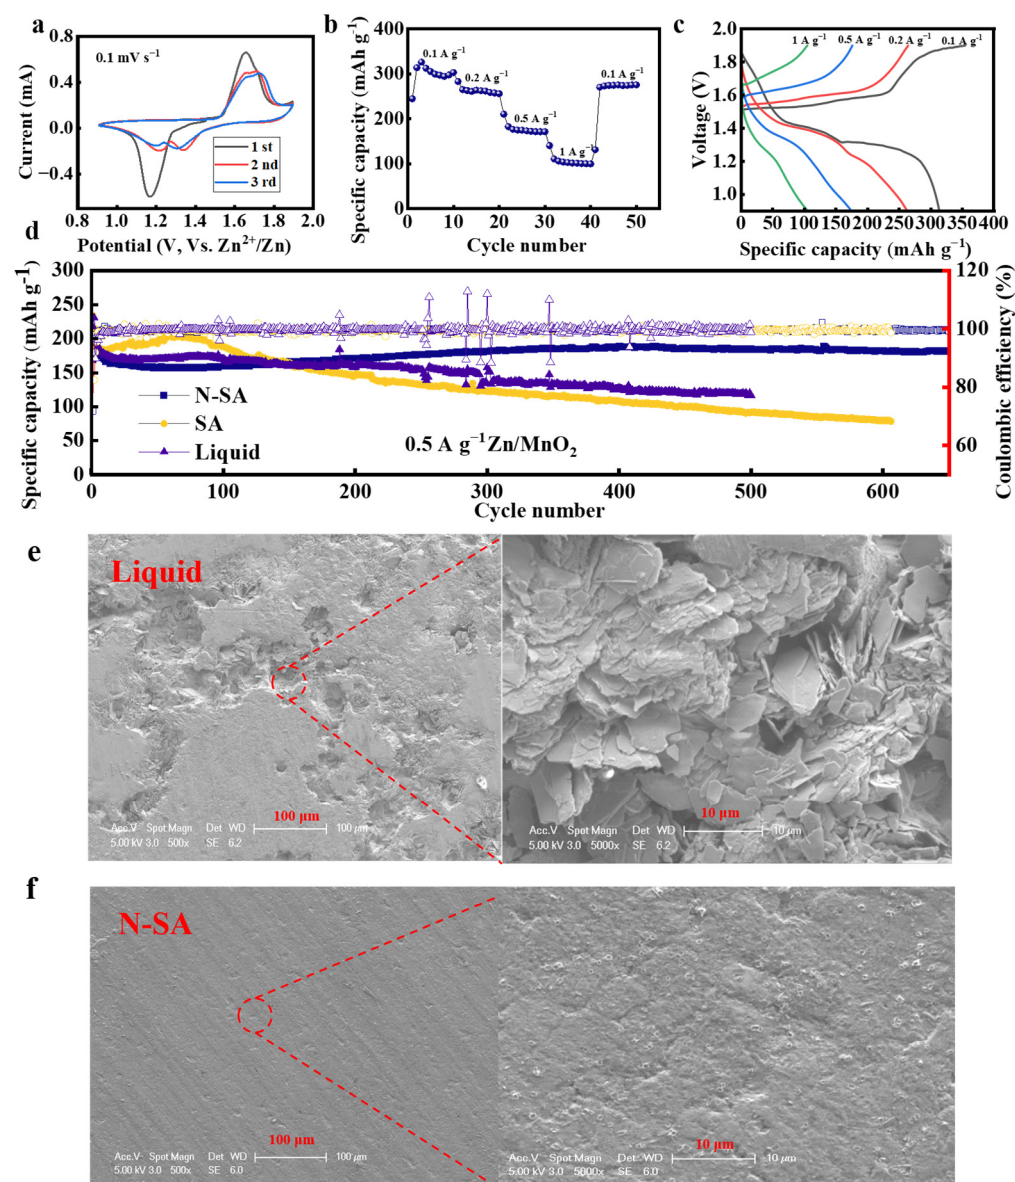 a
0.1 mV s⁻¹
Current (mA)
0.8
0.4
0.0
−0.4
1 st
2 nd
3 rd
0.8 1.0 1.2 1.4 1.6 1.8 2.0
Potential (V, Vs. Zn²⁺/Zn)
b
Specific capacity (mAh g⁻¹)
400
300
200
100
0
0.1 A g⁻¹
0.2 A g⁻¹
0.5 A g⁻¹
1 A g⁻¹
0.1 A g⁻¹
0 10 20 30 40 50
Cycle number
c
Voltage (V)
2.0
1.8
1.6
1.4
1.2
1.0
1 A g⁻¹ 0.5 A g⁻¹ 0.2 A g⁻¹ 0.1 A g⁻¹
0 50 100 150 200 250 300 350 400
Specific capacity (mAh g⁻¹)
d
Specific capacity (mAh g⁻¹)
300
250
200
150
100
50
0
N-SA
SA
Liquid
0.5 A g⁻¹ Zn/MnO₂
0 100 200 300 400 500 600
Cycle number
120
100
80
60
Coulombic efficiency (%)
e
Liquid
100 μm
Acc.V Spot Magn Det WD 100 μm
5.00 kV 3.0 500x SE 6.2
10 μm
Acc.V Spot Magn Det WD 10 μm
5.00 kV 3.0 5000x SE 6.2
f
N-SA
100 μm
Acc.V Spot Magn Det WD 100 μm
5.00 kV 3.0 500x SE 6.0
10 μm
Acc.V Spot Magn Det WD 10 μm
5.00 kV 3.0 5000x SE 6.0